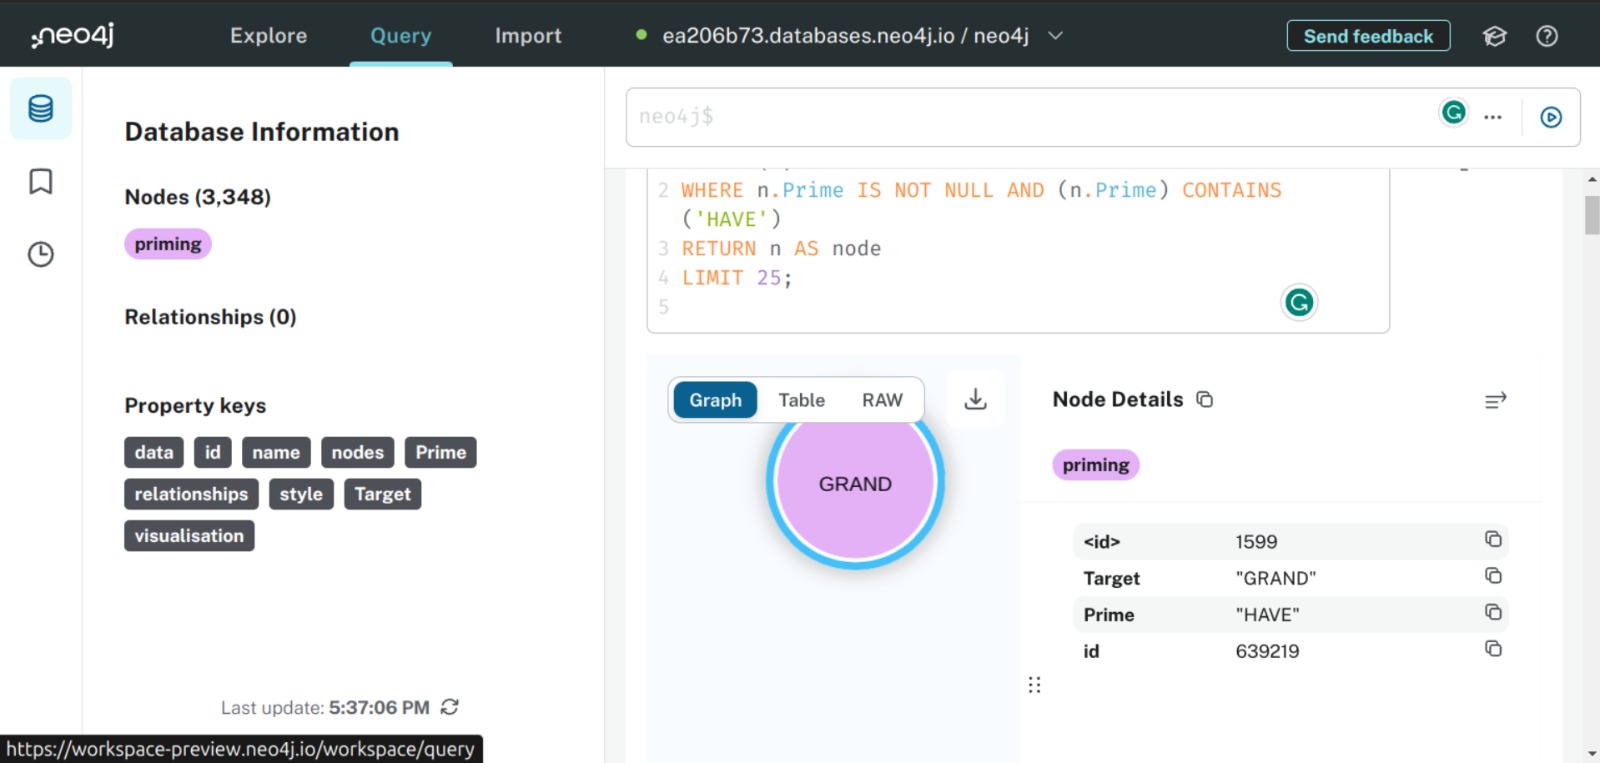 neo4j
Explore
Query
Import
ea206b73.databases.neo4j.io / neo4j
Send feedback
Database Information
Nodes (3,348)
priming
Relationships (0)
Property keys
data id name nodes Prime
relationships style Target
visualisation
Last update: 5:37:06 PM
https://workspace-preview.neo4j.io/workspace/query
neo4j$
2 WHERE n.Prime IS NOT NULL AND (n.Prime) CONTAINS
('HAVE')
3 RETURN n AS node
4 LIMIT 25;
5
Graph Table RAW
GRAND
Node Details
priming
<id> 1599
Target "GRAND"
Prime "HAVE"
id 639219